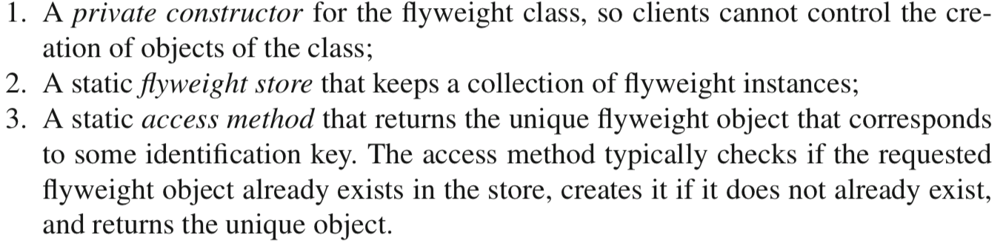 1. A private constructor for the flyweight class, so clients cannot control the cre-
ation of objects of the class;
2. A static flyweight store that keeps a collection of flyweight instances;
3. A static access method that returns the unique flyweight object that corresponds
to some identification key. The access method typically checks if the requested
flyweight object already exists in the store, creates it if it does not already exist,
and returns the unique object.